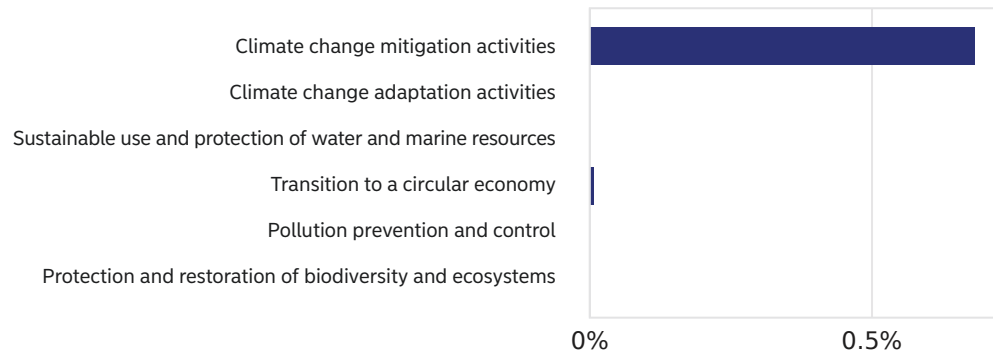 Climate change mitigation activities
Climate change adaptation activities
Sustainable use and protection of water and marine resources
Transition to a circular economy
Pollution prevention and control
Protection and restoration of biodiversity and ecosystems
0% 0.5%